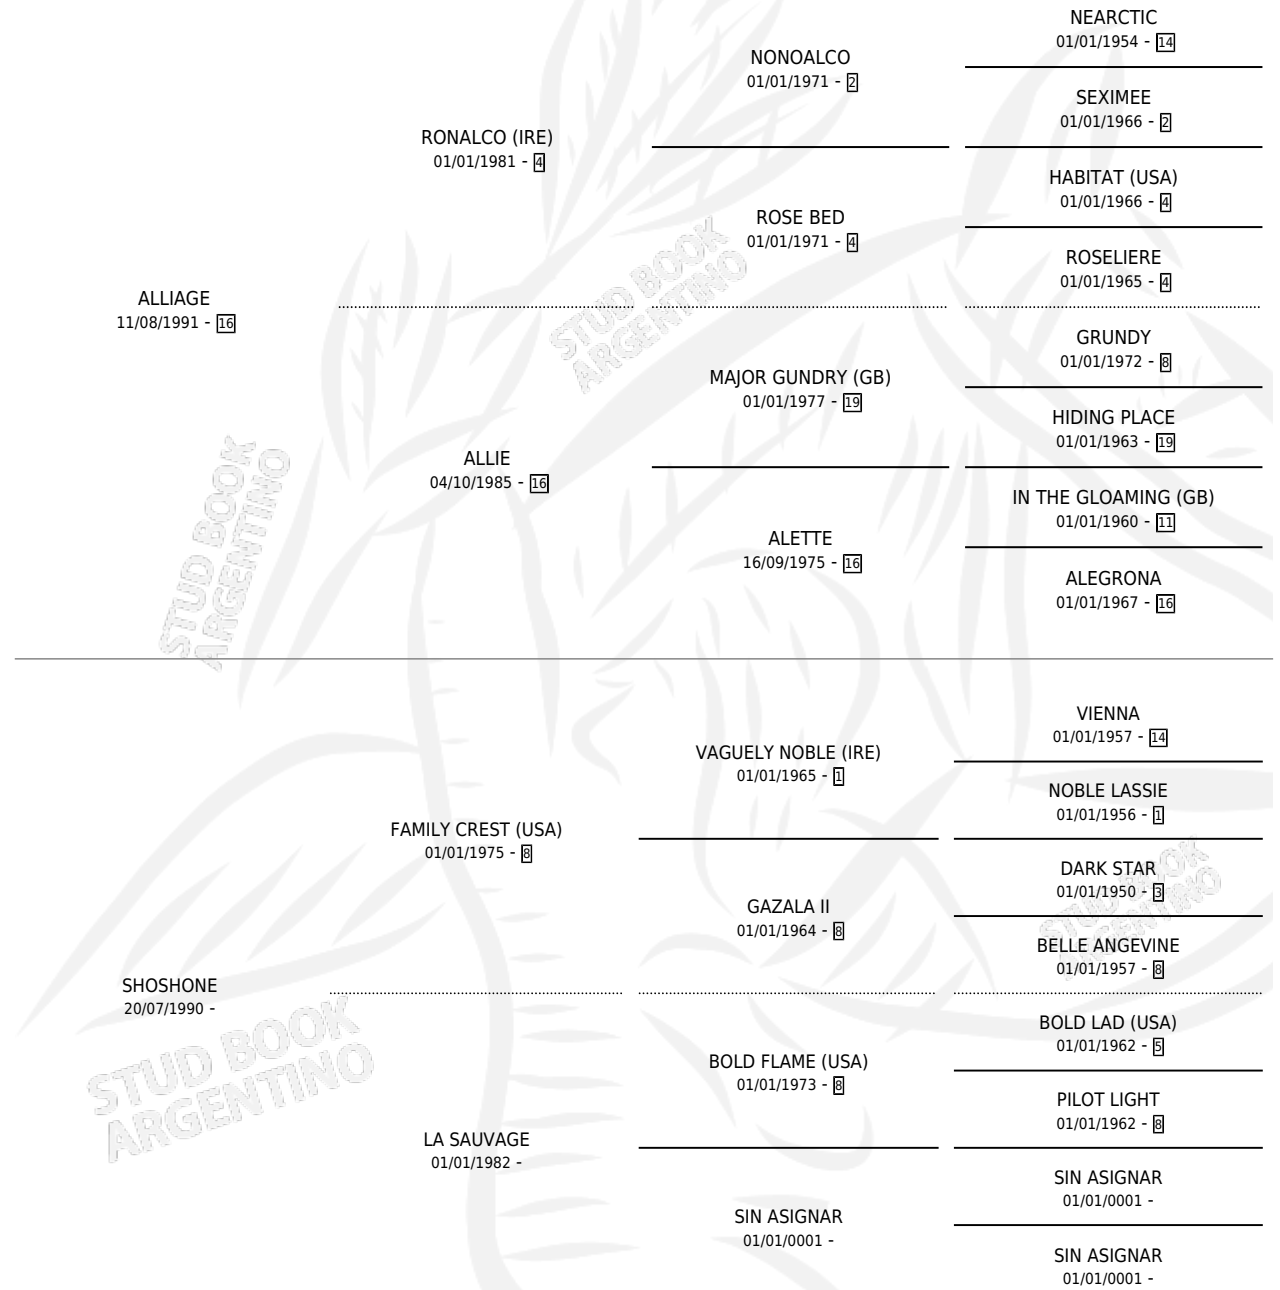 NEARCTIC
01/01/1954 - 14
NONOALCO
01/01/1971 - 2
SEXIMEE
01/01/1966 - 2
RONALCO (IRE)
01/01/1981 - 4
HABITAT (USA)
01/01/1966 - 4
ROSE BED
01/01/1971 - 4
ROSELIERE
01/01/1965 - 4
ALLIAGE
11/08/1991 - 16
STUD BOOK
ARGENTINO
GRUNDY
01/01/1972 - 8
MAJOR GUNDRY (GB)
01/01/1977 - 19
HIDING PLACE
01/01/1963 - 19
ALLIE
04/10/1985 - 16
IN THE GLOAMING (GB)
01/01/1960 - 11
ALETTE
16/09/1975 - 16
ALEGRONA
01/01/1967 - 16
STUD BOOK
ARGENTINO
VIENNA
01/01/1957 - 14
VAGUELY NOBLE (IRE)
01/01/1965 - 1
NOBLE LASSIE
01/01/1956 - 1
FAMILY CREST (USA)
01/01/1975 - 8
DARK STAR
01/01/1950 - 3
STUD BOOK
ARGENTINO
GAZALA II
01/01/1964 - 8
BELLE ANGEVINE
01/01/1957 - 8
SHOSHONE
20/07/1990 -
STUD BOOK
ARGENTINO
BOLD LAD (USA)
01/01/1962 - 5
BOLD FLAME (USA)
01/01/1973 - 8
PILOT LIGHT
01/01/1962 - 8
LA SAUVAGE
01/01/1982 -
SIN ASIGNAR
01/01/0001 -
SIN ASIGNAR
01/01/0001 -
SIN ASIGNAR
01/01/0001 -